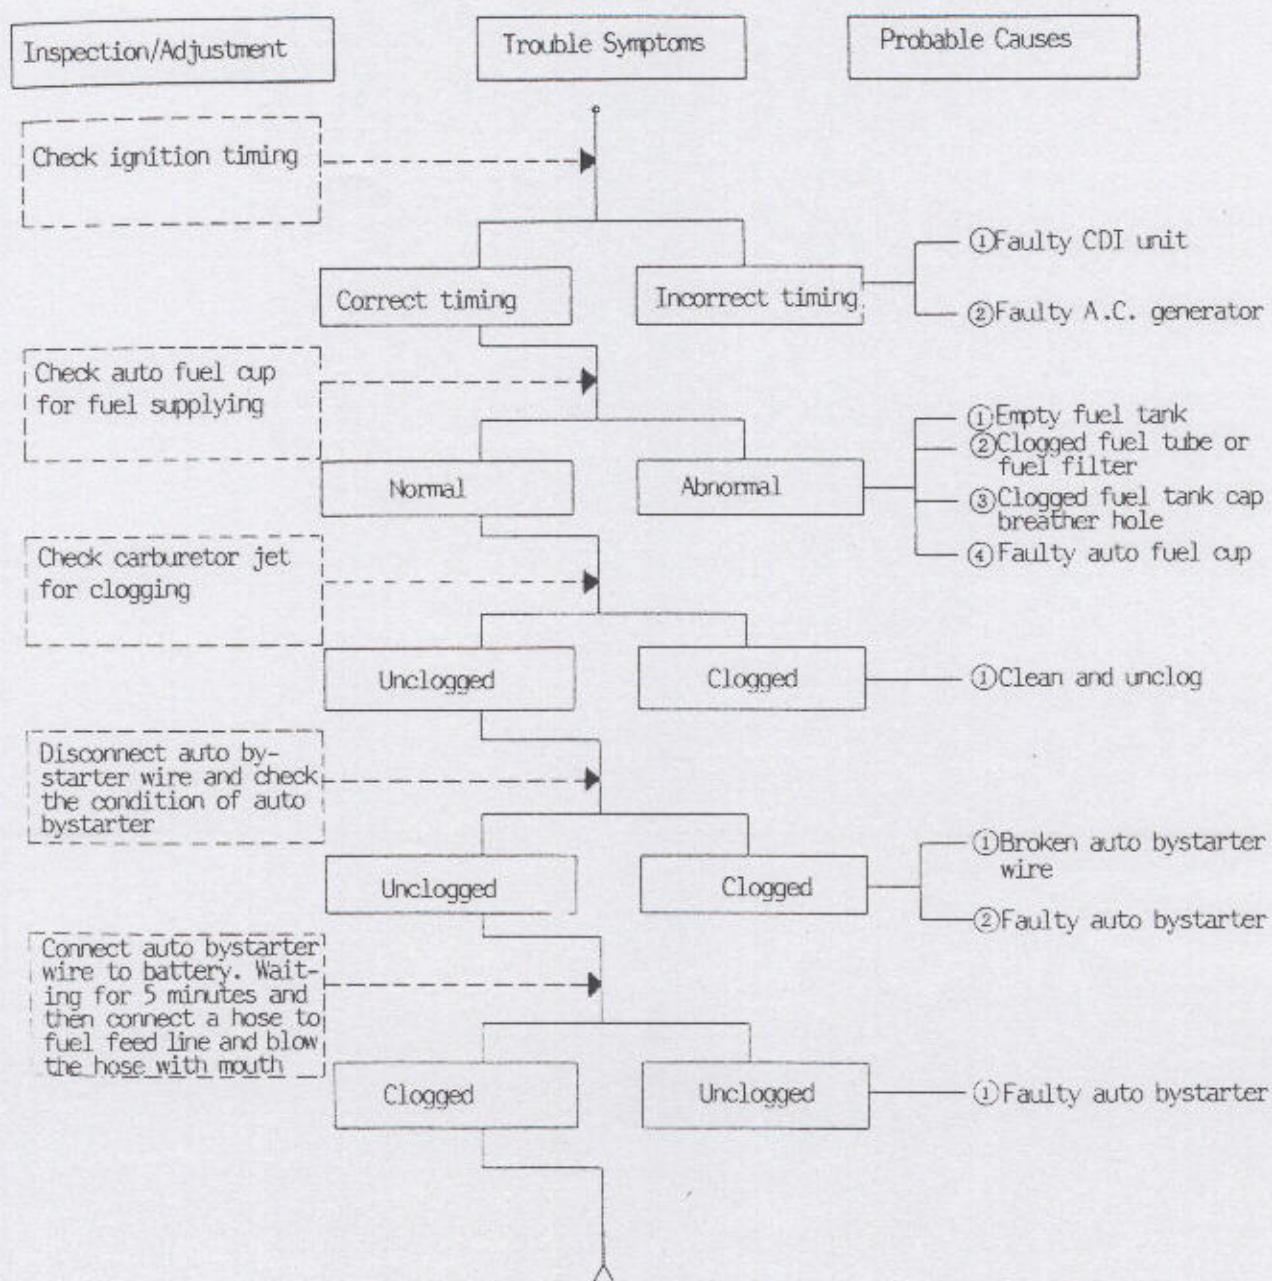 Inspection/Adjustment
Trouble Symptoms
Probable Causes
Check ignition timing
Correct timing
Incorrect timing
①Faulty CDI unit
②Faulty A.C. generator
Check auto fuel cup
for fuel supplying
Normal
Abnormal
①Empty fuel tank
②Clogged fuel tube or
fuel filter
③Clogged fuel tank cap
breather hole
④Faulty auto fuel cup
Check carburetor jet
for clogging
Unclogged
Clogged
①Clean and unclog
Disconnect auto by-
starter wire and check
the condition of auto
bystarter
Unclogged
Clogged
①Broken auto bystarter
wire
②Faulty auto bystarter
Connect auto bystarter
wire to battery. Wait-
ing for 5 minutes and
then connect a hose to
fuel feed line and blow
the hose with mouth
Clogged
Unclogged
①Faulty auto bystarter